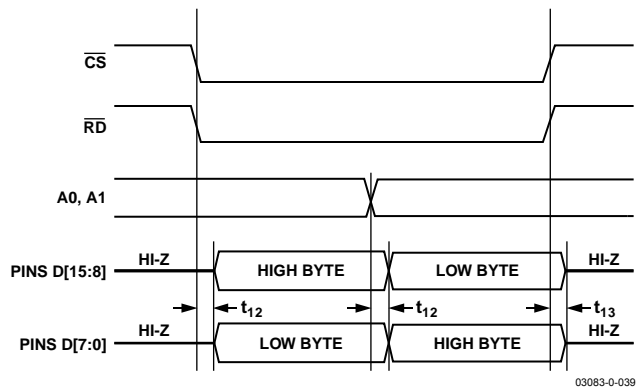 CS
RD
A0, A1
HI-Z HIGH BYTE LOW BYTE HI-Z
PINS D[15:8]
t12 t12 t13
HI-Z LOW BYTE HIGH BYTE HI-Z
PINS D[7:0]
03083-0-039